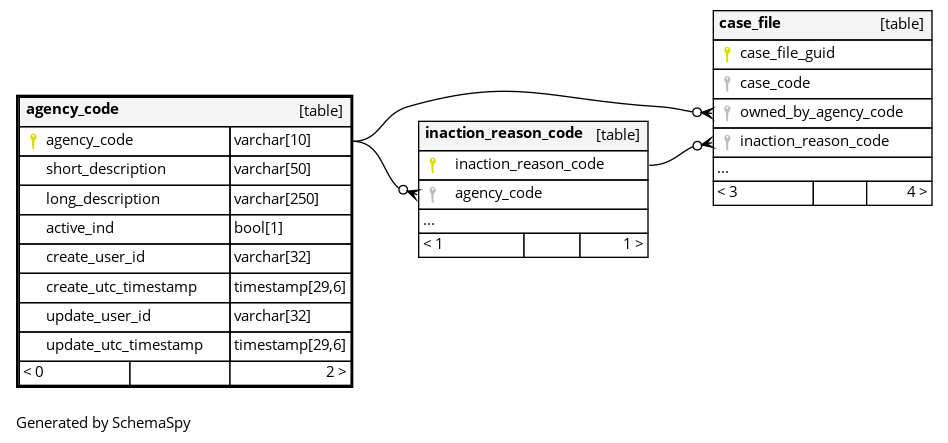 agency_code [table]
agency_code varchar[10]
short_description varchar[50]
long_description varchar[250]
active_ind bool[1]
create_user_id varchar[32]
create_utc_timestamp timestamp[29,6]
update_user_id varchar[32]
update_utc_timestamp timestamp[29,6]
< 0 2 >
inaction_reason_code [table]
inaction_reason_code
agency_code
...
< 1 1 >
case_file [table]
case_file_guid
case_code
owned_by_agency_code
inaction_reason_code
...
< 3 4 >
Generated by SchemaSpy